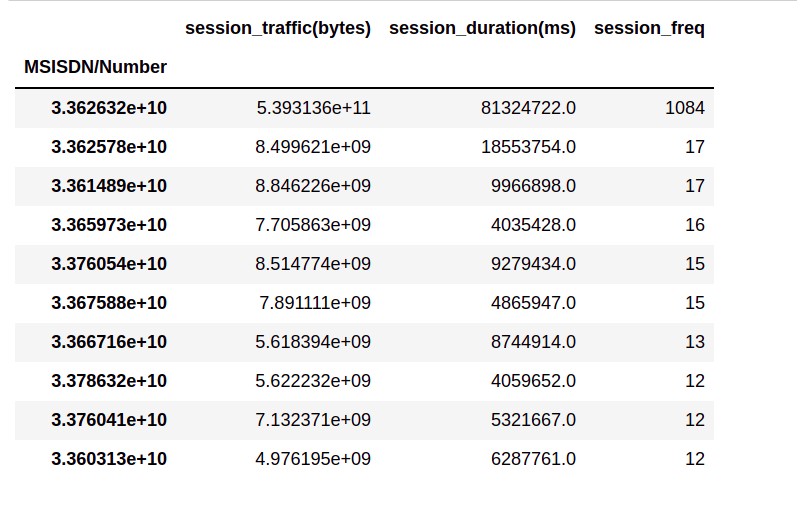 session_traffic(bytes) session_duration(ms) session_freq
MSISDN/Number
3.362632e+10 5.393136e+11 81324722.0 1084
3.362578e+10 8.499621e+09 18553754.0 17
3.361489e+10 8.846226e+09 9966898.0 17
3.365973e+10 7.705863e+09 4035428.0 16
3.376054e+10 8.514774e+09 9279434.0 15
3.367588e+10 7.891111e+09 4865947.0 15
3.366716e+10 5.618394e+09 8744914.0 13
3.378632e+10 5.622232e+09 4059652.0 12
3.376041e+10 7.132371e+09 5321667.0 12
3.360313e+10 4.976195e+09 6287761.0 12